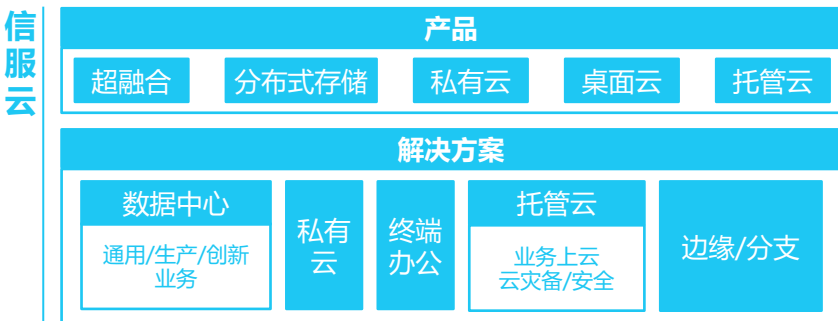 信服云
产品
超融合
分布式存储
私有云
桌面云
托管云
解决方案
数据中心
通用/生产/创新
业务
私有
云
终端
办公
托管云
业务上云
云灾备/安全
边缘/分支